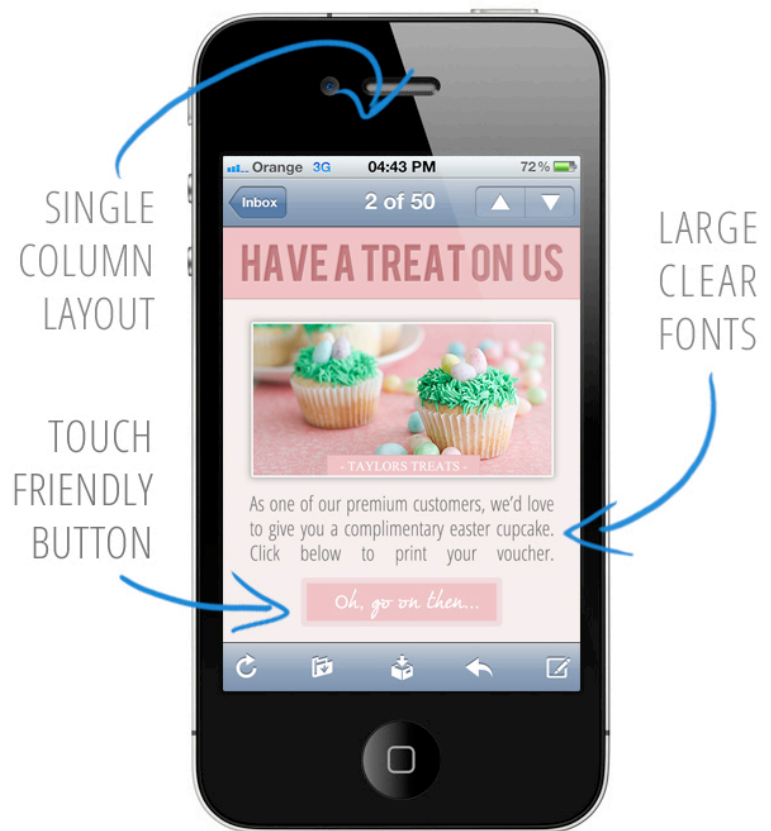 SINGLE
COLUMN
LAYOUT
Orange 3G 04:43 PM 72%
Inbox 2 of 50
HAVE A TREAT ON US
- TAYLORS TREATS -
As one of our premium customers, we'd love
to give you a complimentary easter cupcake.
Click below to print your voucher.
Oh, go on then...
LARGE
CLEAR
FONTS
TOUCH
FRIENDLY
BUTTON